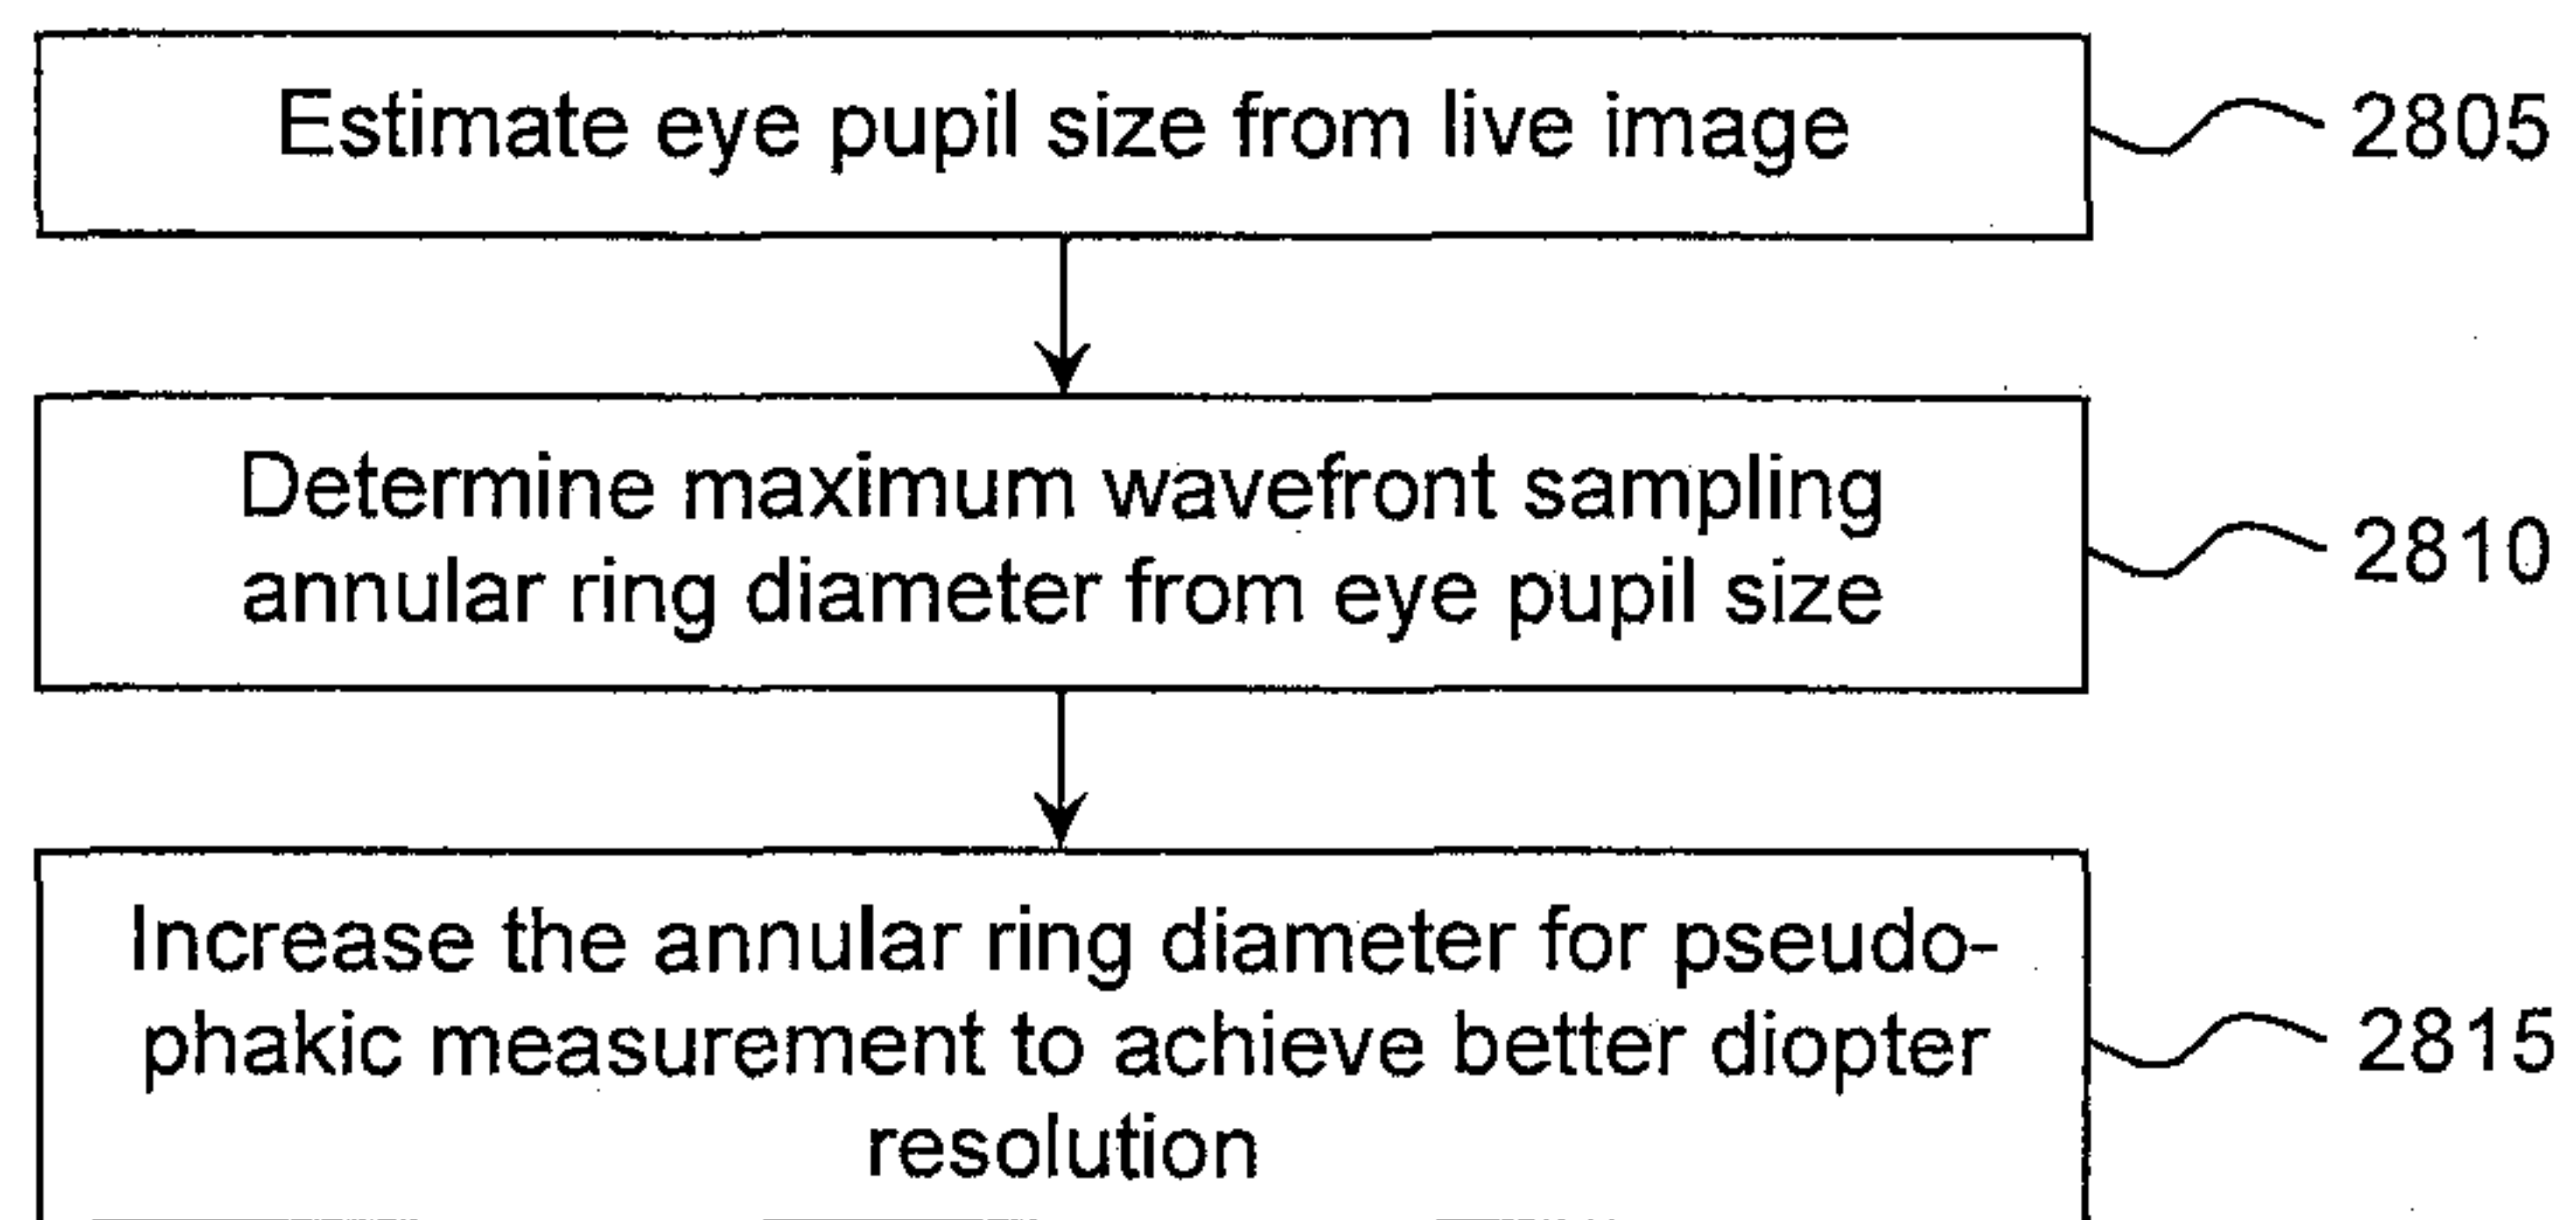 Estimate eye pupil size from live image
2805
Determine maximum wavefront sampling
annular ring diameter from eye pupil size
2810
Increase the annular ring diameter for pseudo-
phakic measurement to achieve better diopter
resolution
2815